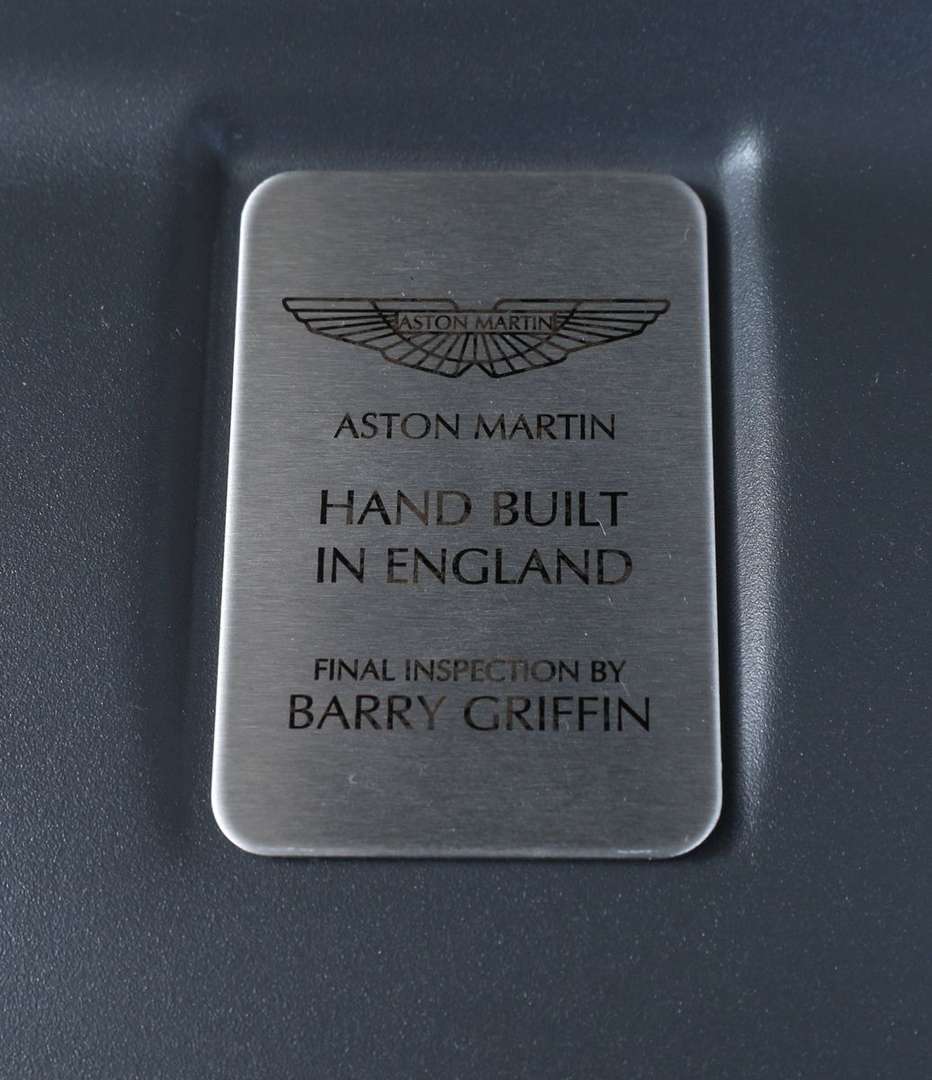 ASTON MARTIN
ASTON MARTIN
HAND BUILT
IN ENGLAND
FINAL INSPECTION BY
BARRY GRIFFIN